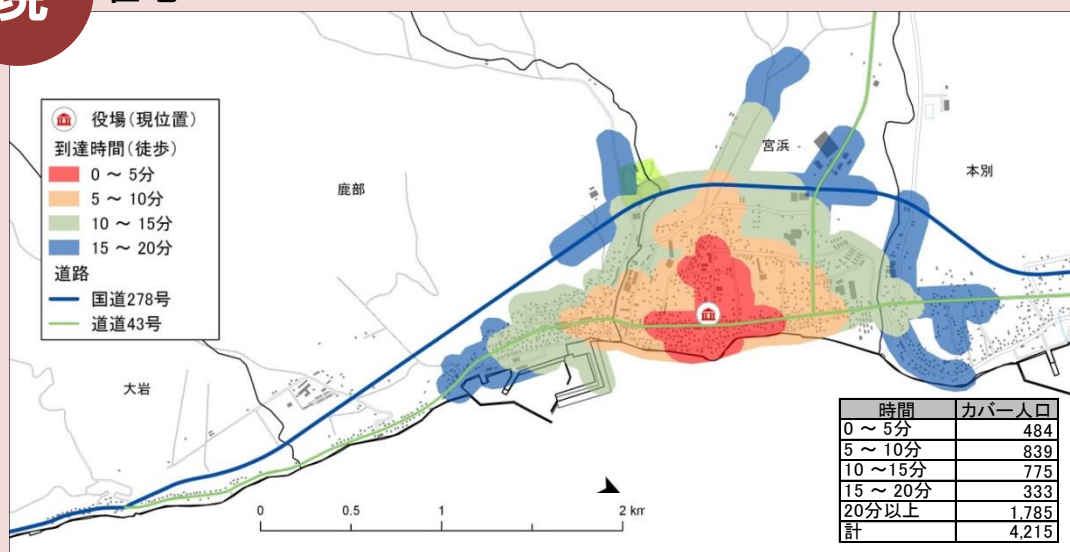 役場(現位置)
到達時間(徒歩)
0 ～ 5分
5 ～ 10分
10 ～ 15分
15 ～ 20分
道路
国道278号
道道43号
鹿部
宮浜
本別
大岩
0 0.5 1 2 km
時間 カバー人口
0 ～ 5分 484
5 ～ 10分 839
10 ～15分 775
15 ～ 20分 333
20分以上 1,785
計 4,215